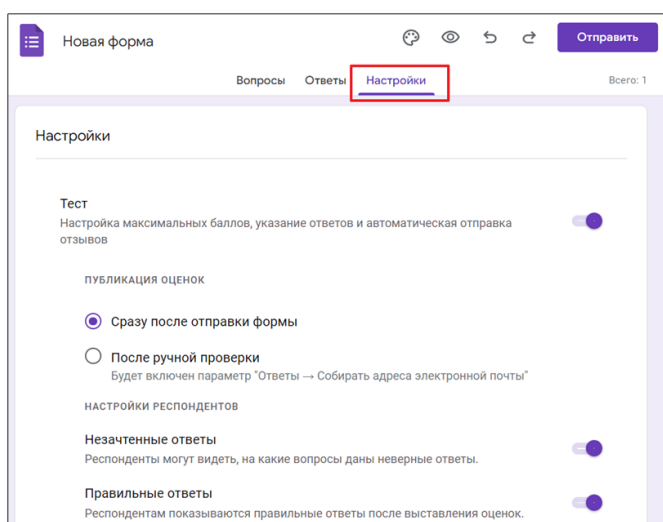 Новая форма
Отправить
Вопросы Ответы Настройки
Всего: 1
Настройки
Тест
Настройка максимальных баллов, указание ответов и автоматическая отправка
отзывов
ПУБЛИКАЦИЯ ОЦЕНОК
Сразу после отправки формы
После ручной проверки
Будет включен параметр "Ответы → Собирать адреса электронной почты"
НАСТРОЙКИ РЕСПОНДЕНТОВ
Незачтенные ответы
Респонденты могут видеть, на какие вопросы даны неверные ответы.
Правильные ответы
Респондентам показываются правильные ответы после выставления оценок.